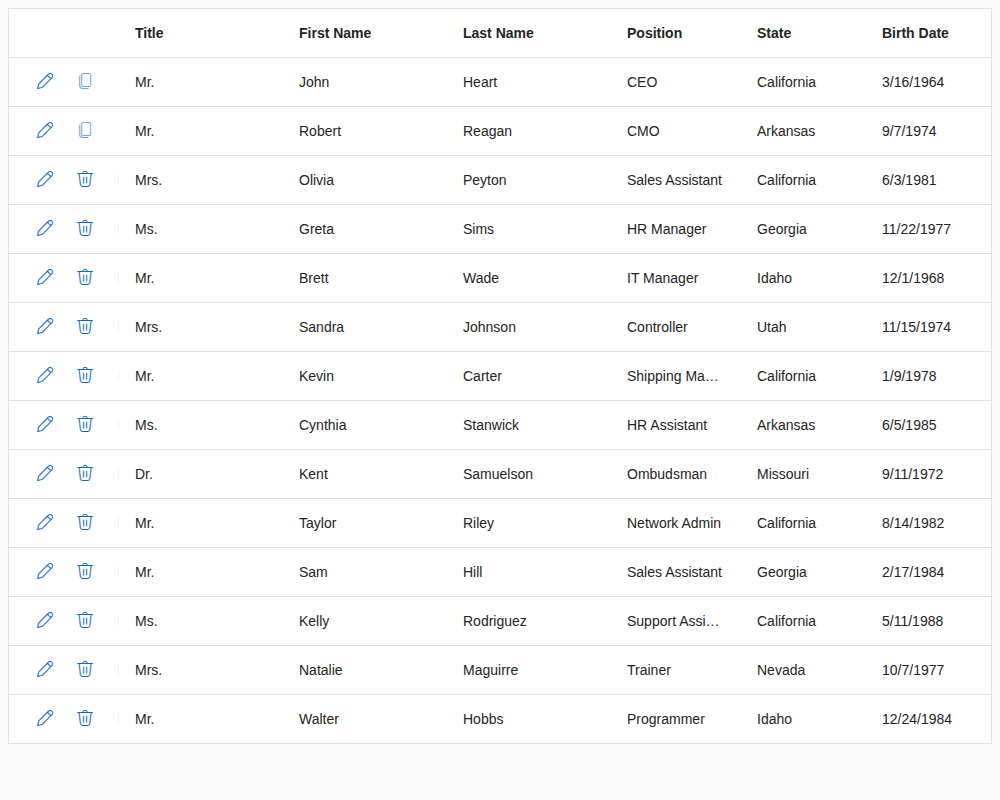 Title First Name Last Name Position State Birth Date
Mr. John Heart CEO California 3/16/1964
Mr. Robert Reagan CMO Arkansas 9/7/1974
Mrs. Olivia Peyton Sales Assistant California 6/3/1981
Ms. Greta Sims HR Manager Georgia 11/22/1977
Mr. Brett Wade IT Manager Idaho 12/1/1968
Mrs. Sandra Johnson Controller Utah 11/15/1974
Mr. Kevin Carter Shipping Ma… California 1/9/1978
Ms. Cynthia Stanwick HR Assistant Arkansas 6/5/1985
Dr. Kent Samuelson Ombudsman Missouri 9/11/1972
Mr. Taylor Riley Network Admin California 8/14/1982
Mr. Sam Hill Sales Assistant Georgia 2/17/1984
Ms. Kelly Rodriguez Support Assi… California 5/11/1988
Mrs. Natalie Maguirre Trainer Nevada 10/7/1977
Mr. Walter Hobbs Programmer Idaho 12/24/1984